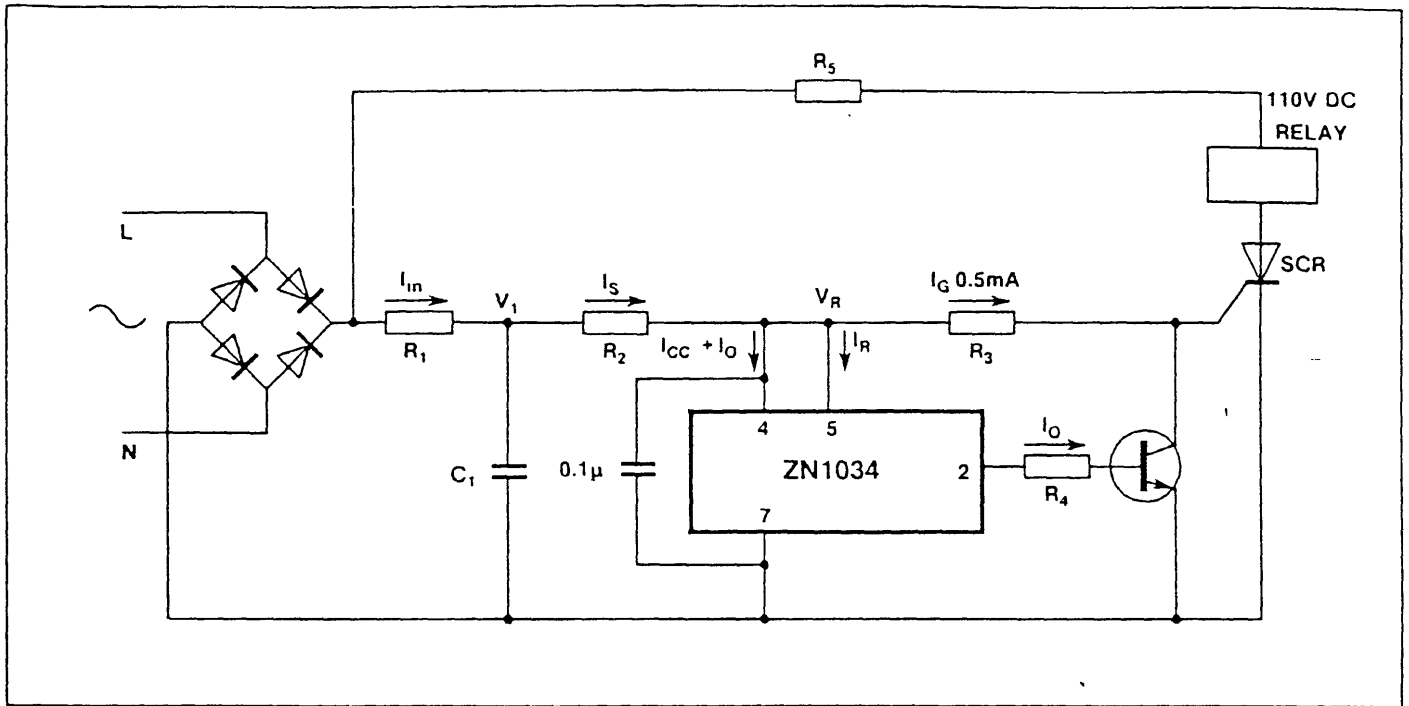 R5
110V DC
RELAY
L
N
Iin
R1
V1
IS
R2
ICC + IO
VR
IR
IG 0.5mA
R3
SCR
C1
0.1μ
4
5
ZN1034
2
7
IO
R4